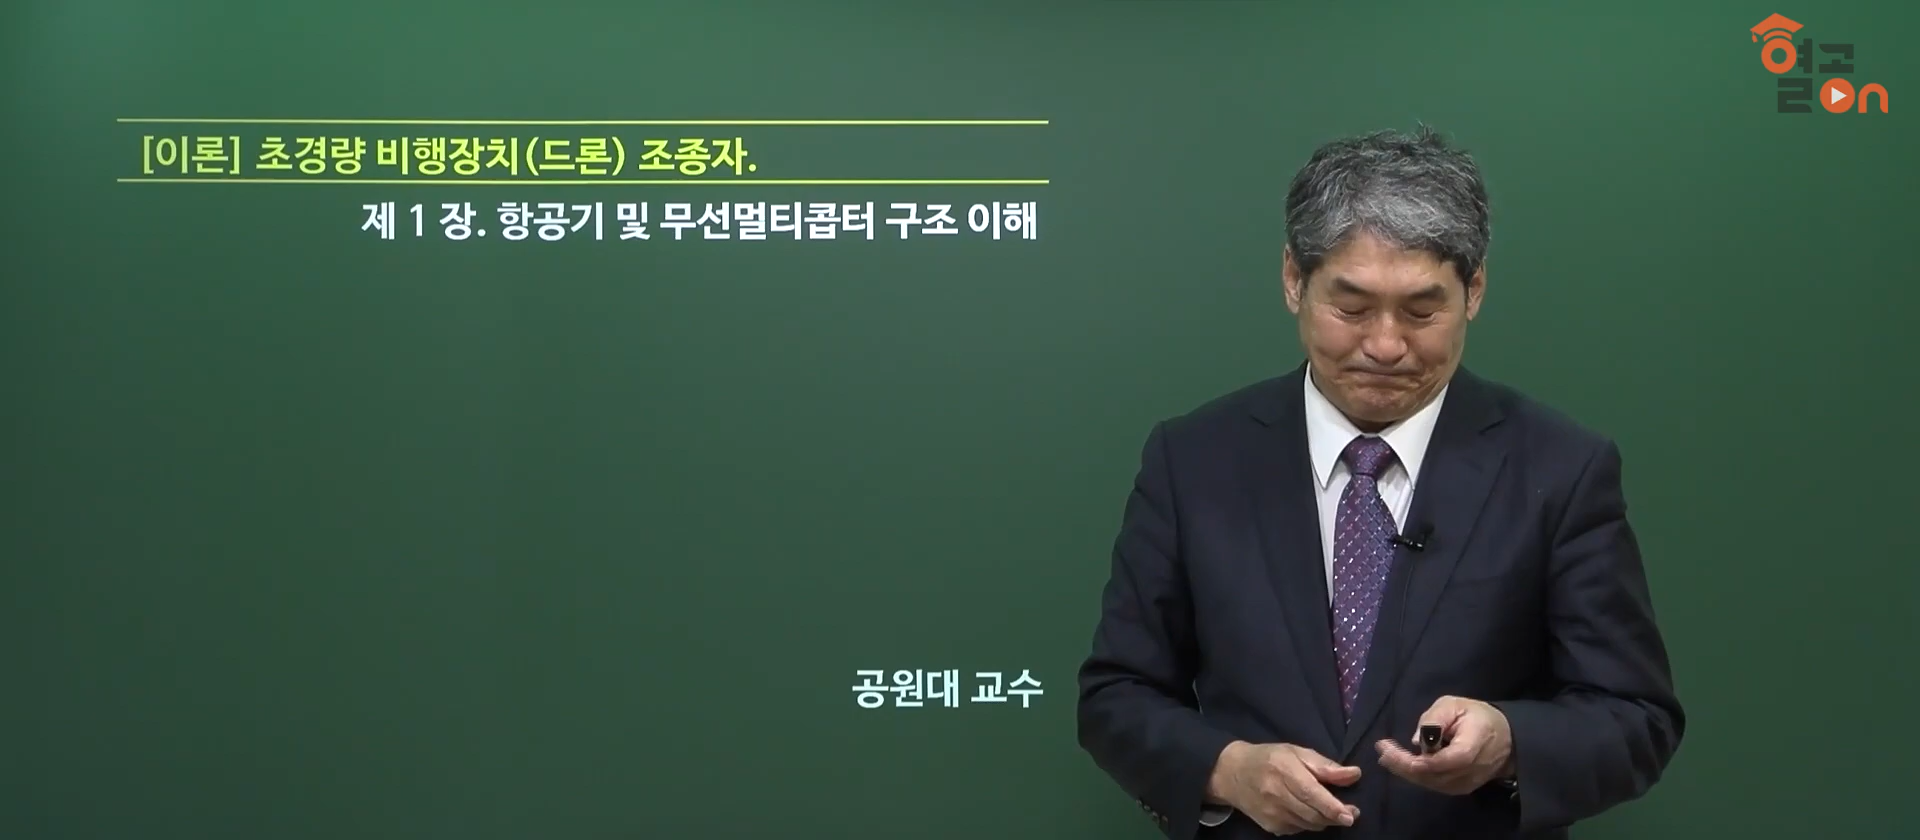 열공On
[이론] 초경량 비행장치(드론) 조종자.
제 1 장. 항공기 및 무선멀티콥터 구조 이해
공원대 교수